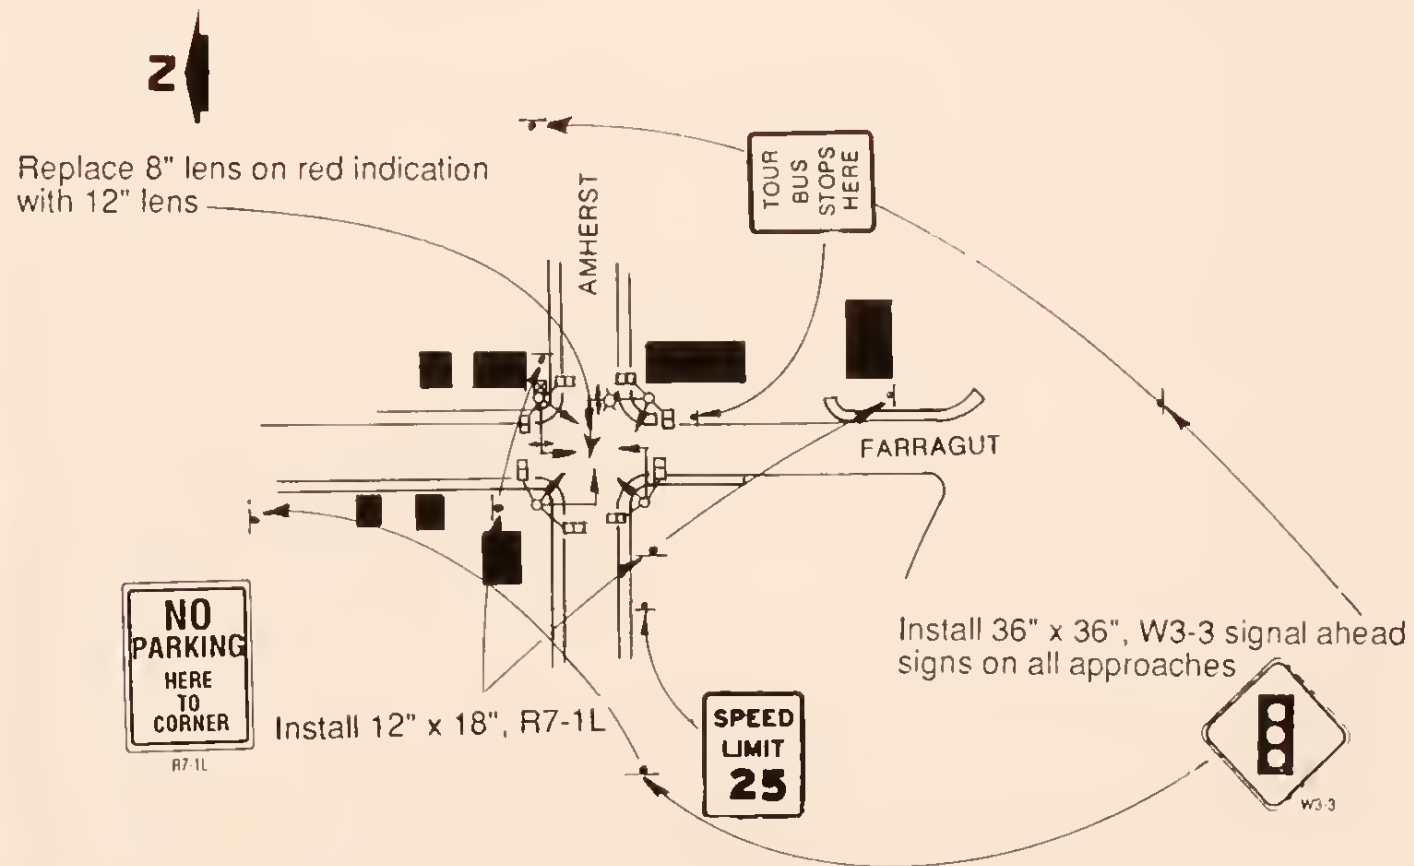 N
Replace 8" lens on red indication
with 12" lens
AMHERST
TOUR
BUS
STOPS
HERE
FARRAGUT
Install 36" x 36", W3-3 signal ahead
signs on all approaches
NO
PARKING
HERE
TO
CORNER
R7-1L
Install 12" x 18", R7-1L
SPEED
LIMIT
25
W3-3